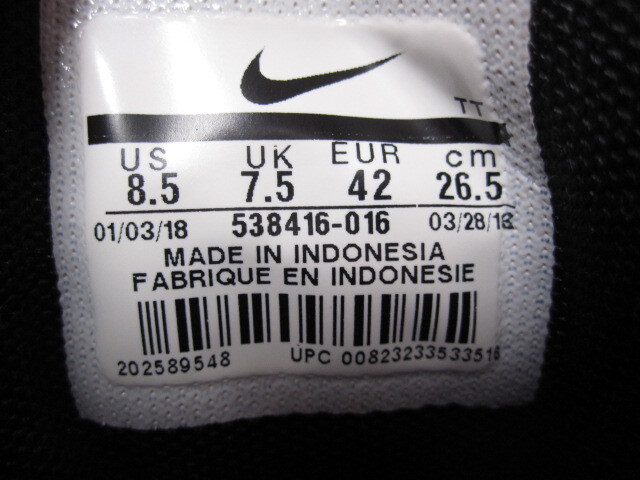 TT
US UK EUR cm
8.5 7.5 42 26.5
01/03/18 538416-016 03/28/18
MADE IN INDONESIA
FABRIQUE EN INDONESIE
202589548 UPC 00823233533516